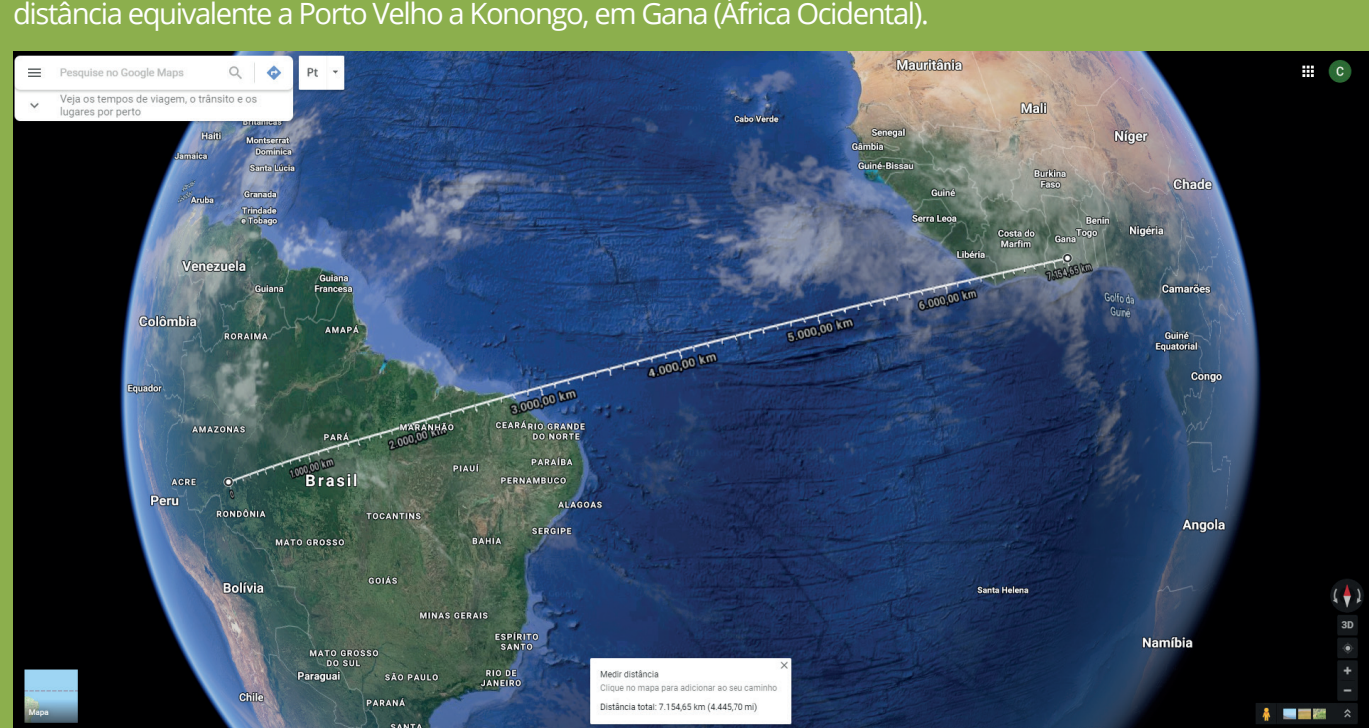 distância equivalente a Porto Velho a Konongo, em Gana (África Ocidental).
Pesquise no Google Maps
Pt
C
Veja os tempos de viagem, o trânsito e os
lugares por perto
Mauritânia
Mali
Níger
Chade
Cabo Verde
Senegal
Gâmbia
Guiné-Bissau
Guiné
Burkina
Faso
Serra Leoa
Costa do
Marfim
Gana
Togo
Benin
Nigéria
Libéria
Camarões
Golfo da
Guiné
Guiné
Equatorial
Congo
Angola
Namíbia
Santa Helena
Britânicas
Haiti
Montserrat
Jamaica
Dominica
Santa Lúcia
Aruba
Granada
Trindade
e Tobago
Venezuela
Guiana
Guiana
Francesa
Colômbia
RORAIMA
AMAPÁ
Equador
AMAZONAS
PARÁ
MARANHÃO
CEARÁ
RIO GRANDE
DO NORTE
PARAÍBA
PIAUÍ
PERNAMBUCO
ACRE
Brasil
Peru
RONDÔNIA
TOCANTINS
ALAGOAS
SERGIPE
MATO GROSSO
BAHIA
Bolívia
GOIÁS
MINAS GERAIS
ESPÍRITO
SANTO
MATO GROSSO
DO SUL
Paraguai
SÃO PAULO
RIO DE
JANEIRO
Chile
PARANÁ
SANTA
0
1000,00 km
2.000,00 km
3.000,00 km
4.000,00 km
5.000,00 km
6.000,00 km
7.154,65 km
Medir distância
Clique no mapa para adicionar ao seu caminho
Distância total: 7.154,65 km (4.445,70 mi)
Mapa
3D